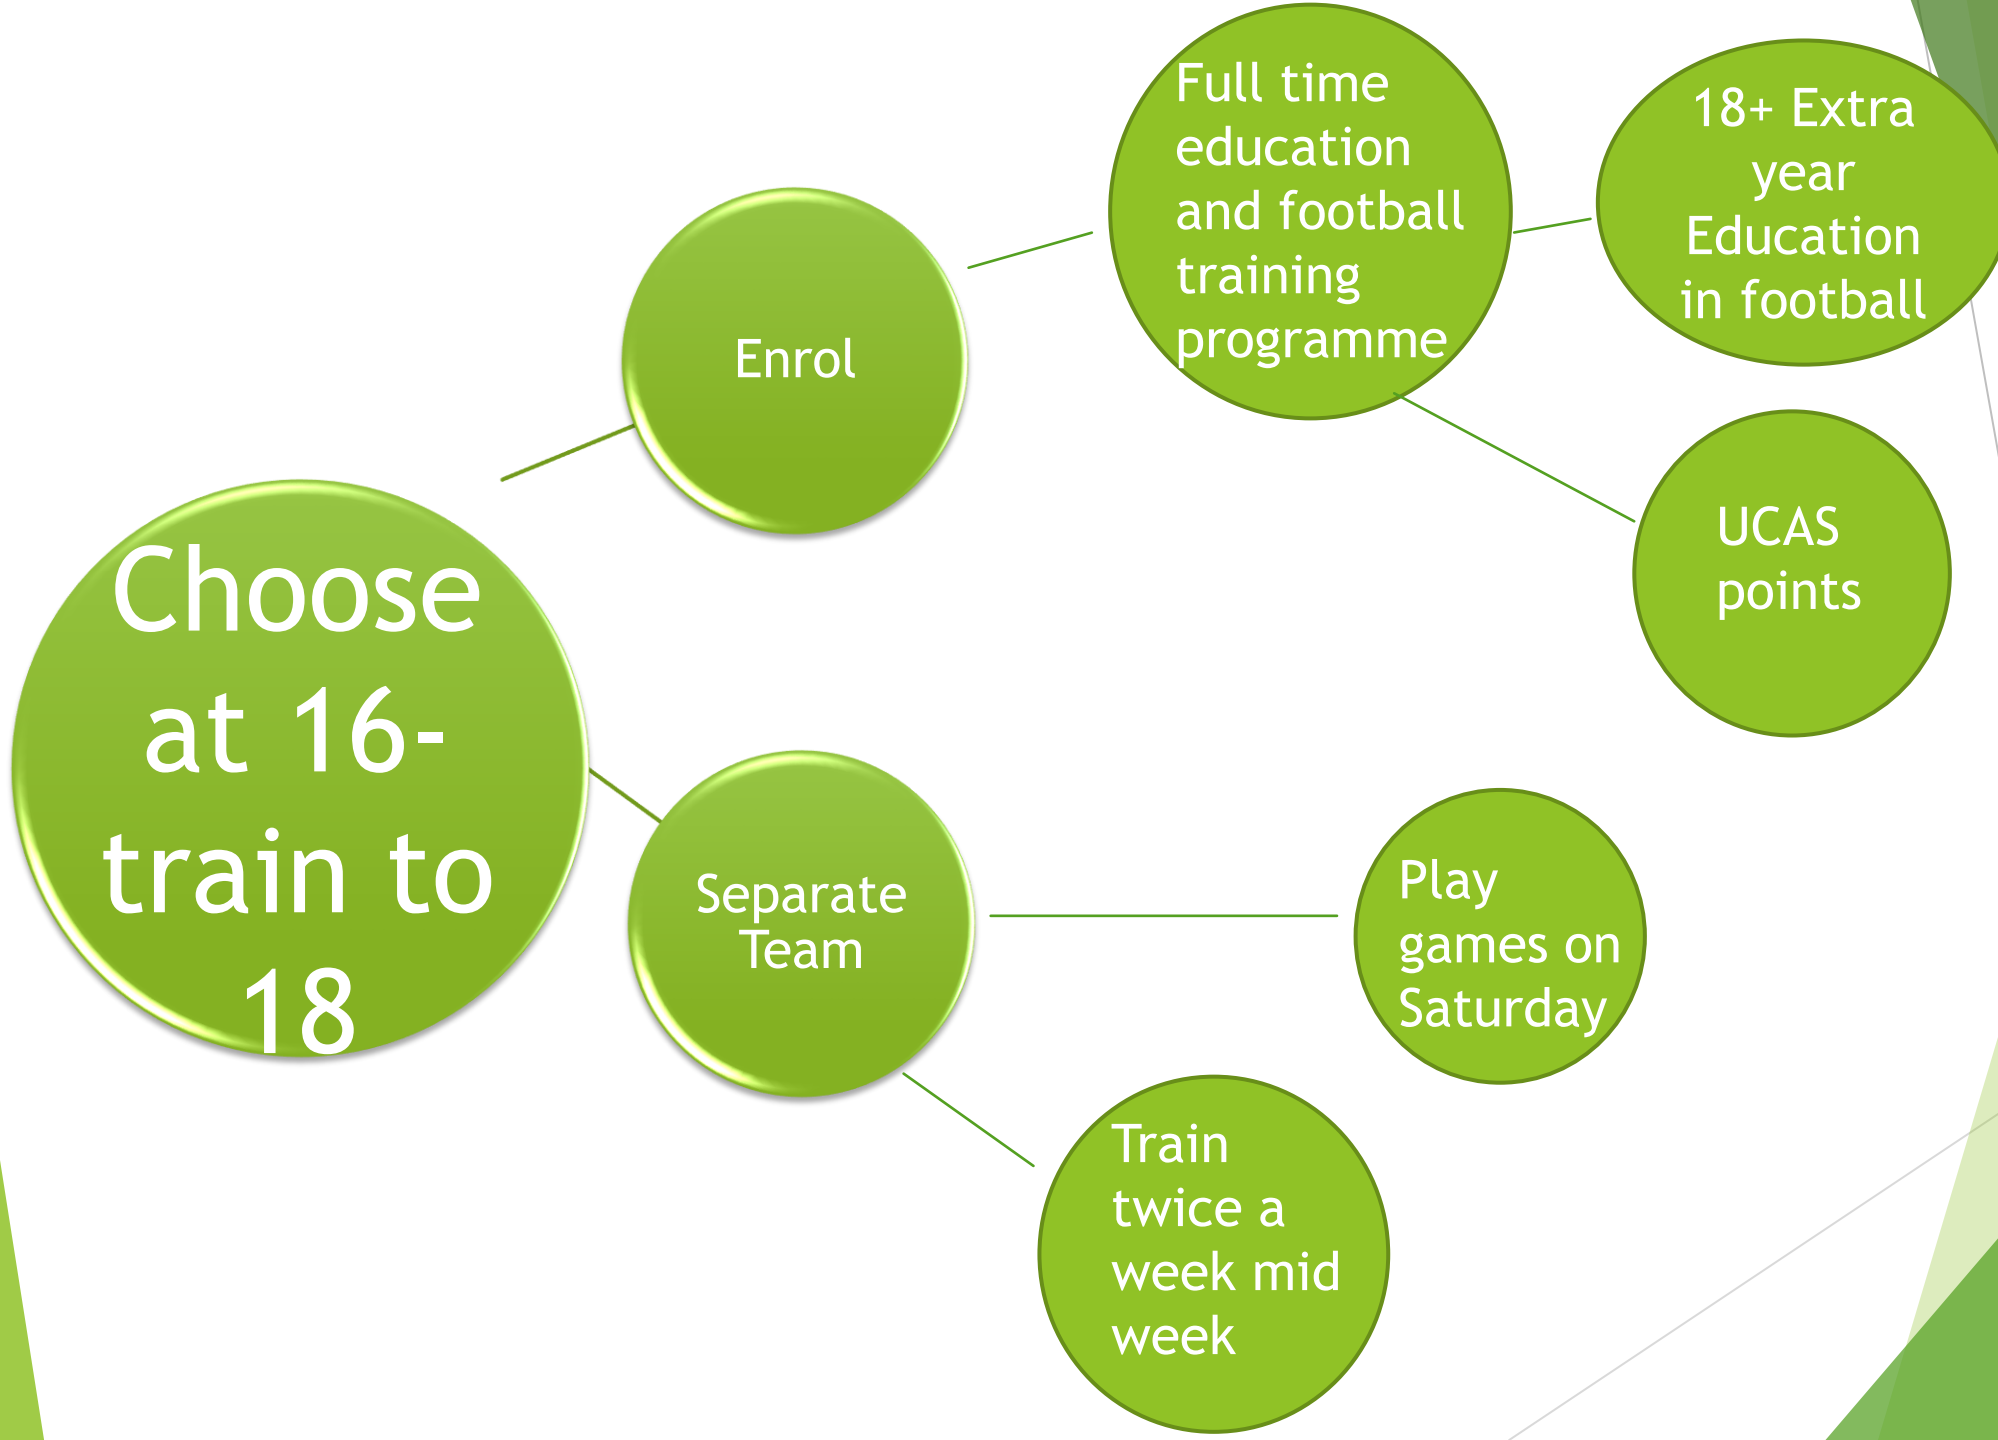 Choose
at 16-
train to
18
Enrol
Full time
education
and football
training
programme
18+ Extra
year
Education
in football
UCAS
points
Separate
Team
Play
games on
Saturday
Train
twice a
week mid
week